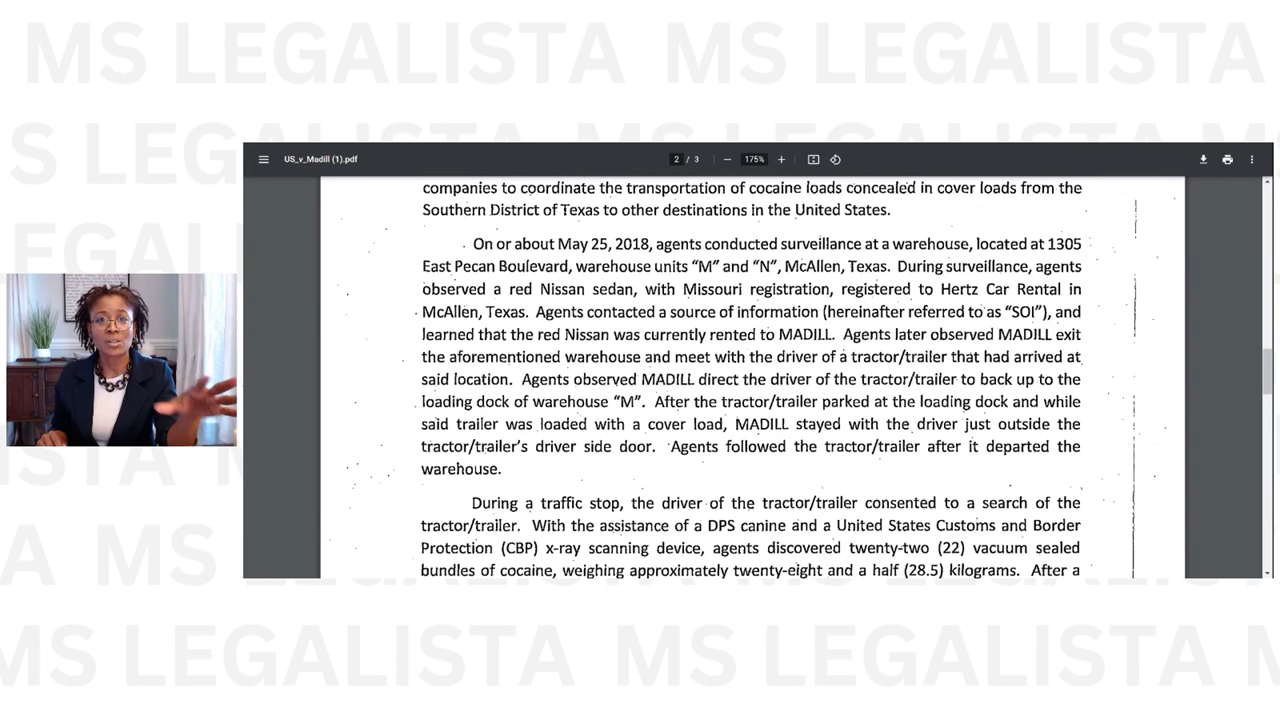 MS LEGALISTA MS LEGALISTA
S LEG
US_v_Madill (1).pdf
2 / 3
175%
companies to coordinate the transportation of cocaine loads concealed in cover loads from the
Southern District of Texas to other destinations in the United States.
On or about May 25, 2018, agents conducted surveillance at a warehouse, located at 1305
East Pecan Boulevard, warehouse units “M” and “N”, McAllen, Texas. During surveillance, agents
observed a red Nissan sedan, with Missouri registration, registered to Hertz Car Rental in
McAllen, Texas. Agents contacted a source of information (hereinafter referred to as “SOI”), and
learned that the red Nissan was currently rented to MADILL. Agents later observed MADILL exit
the aforementioned warehouse and meet with the driver of a tractor/trailer that had arrived at
said location. Agents observed MADILL direct the driver of the tractor/trailer to back up to the
loading dock of warehouse “M”. After the tractor/trailer parked at the loading dock and while
said trailer was loaded with a cover load, MADILL stayed with the driver just outside the
tractor/trailer’s driver side door. Agents followed the tractor/trailer after it departed the
warehouse.
During a traffic stop, the driver of the tractor/trailer consented to a search of the
tractor/trailer. With the assistance of a DPS canine and a United States Customs and Border
Protection (CBP) x-ray scanning device, agents discovered twenty-two (22) vacuum sealed
bundles of cocaine, weighing approximately twenty-eight and a half (28.5) kilograms. After a
A MS
MS LEGALISTA MS LEGALISTA M